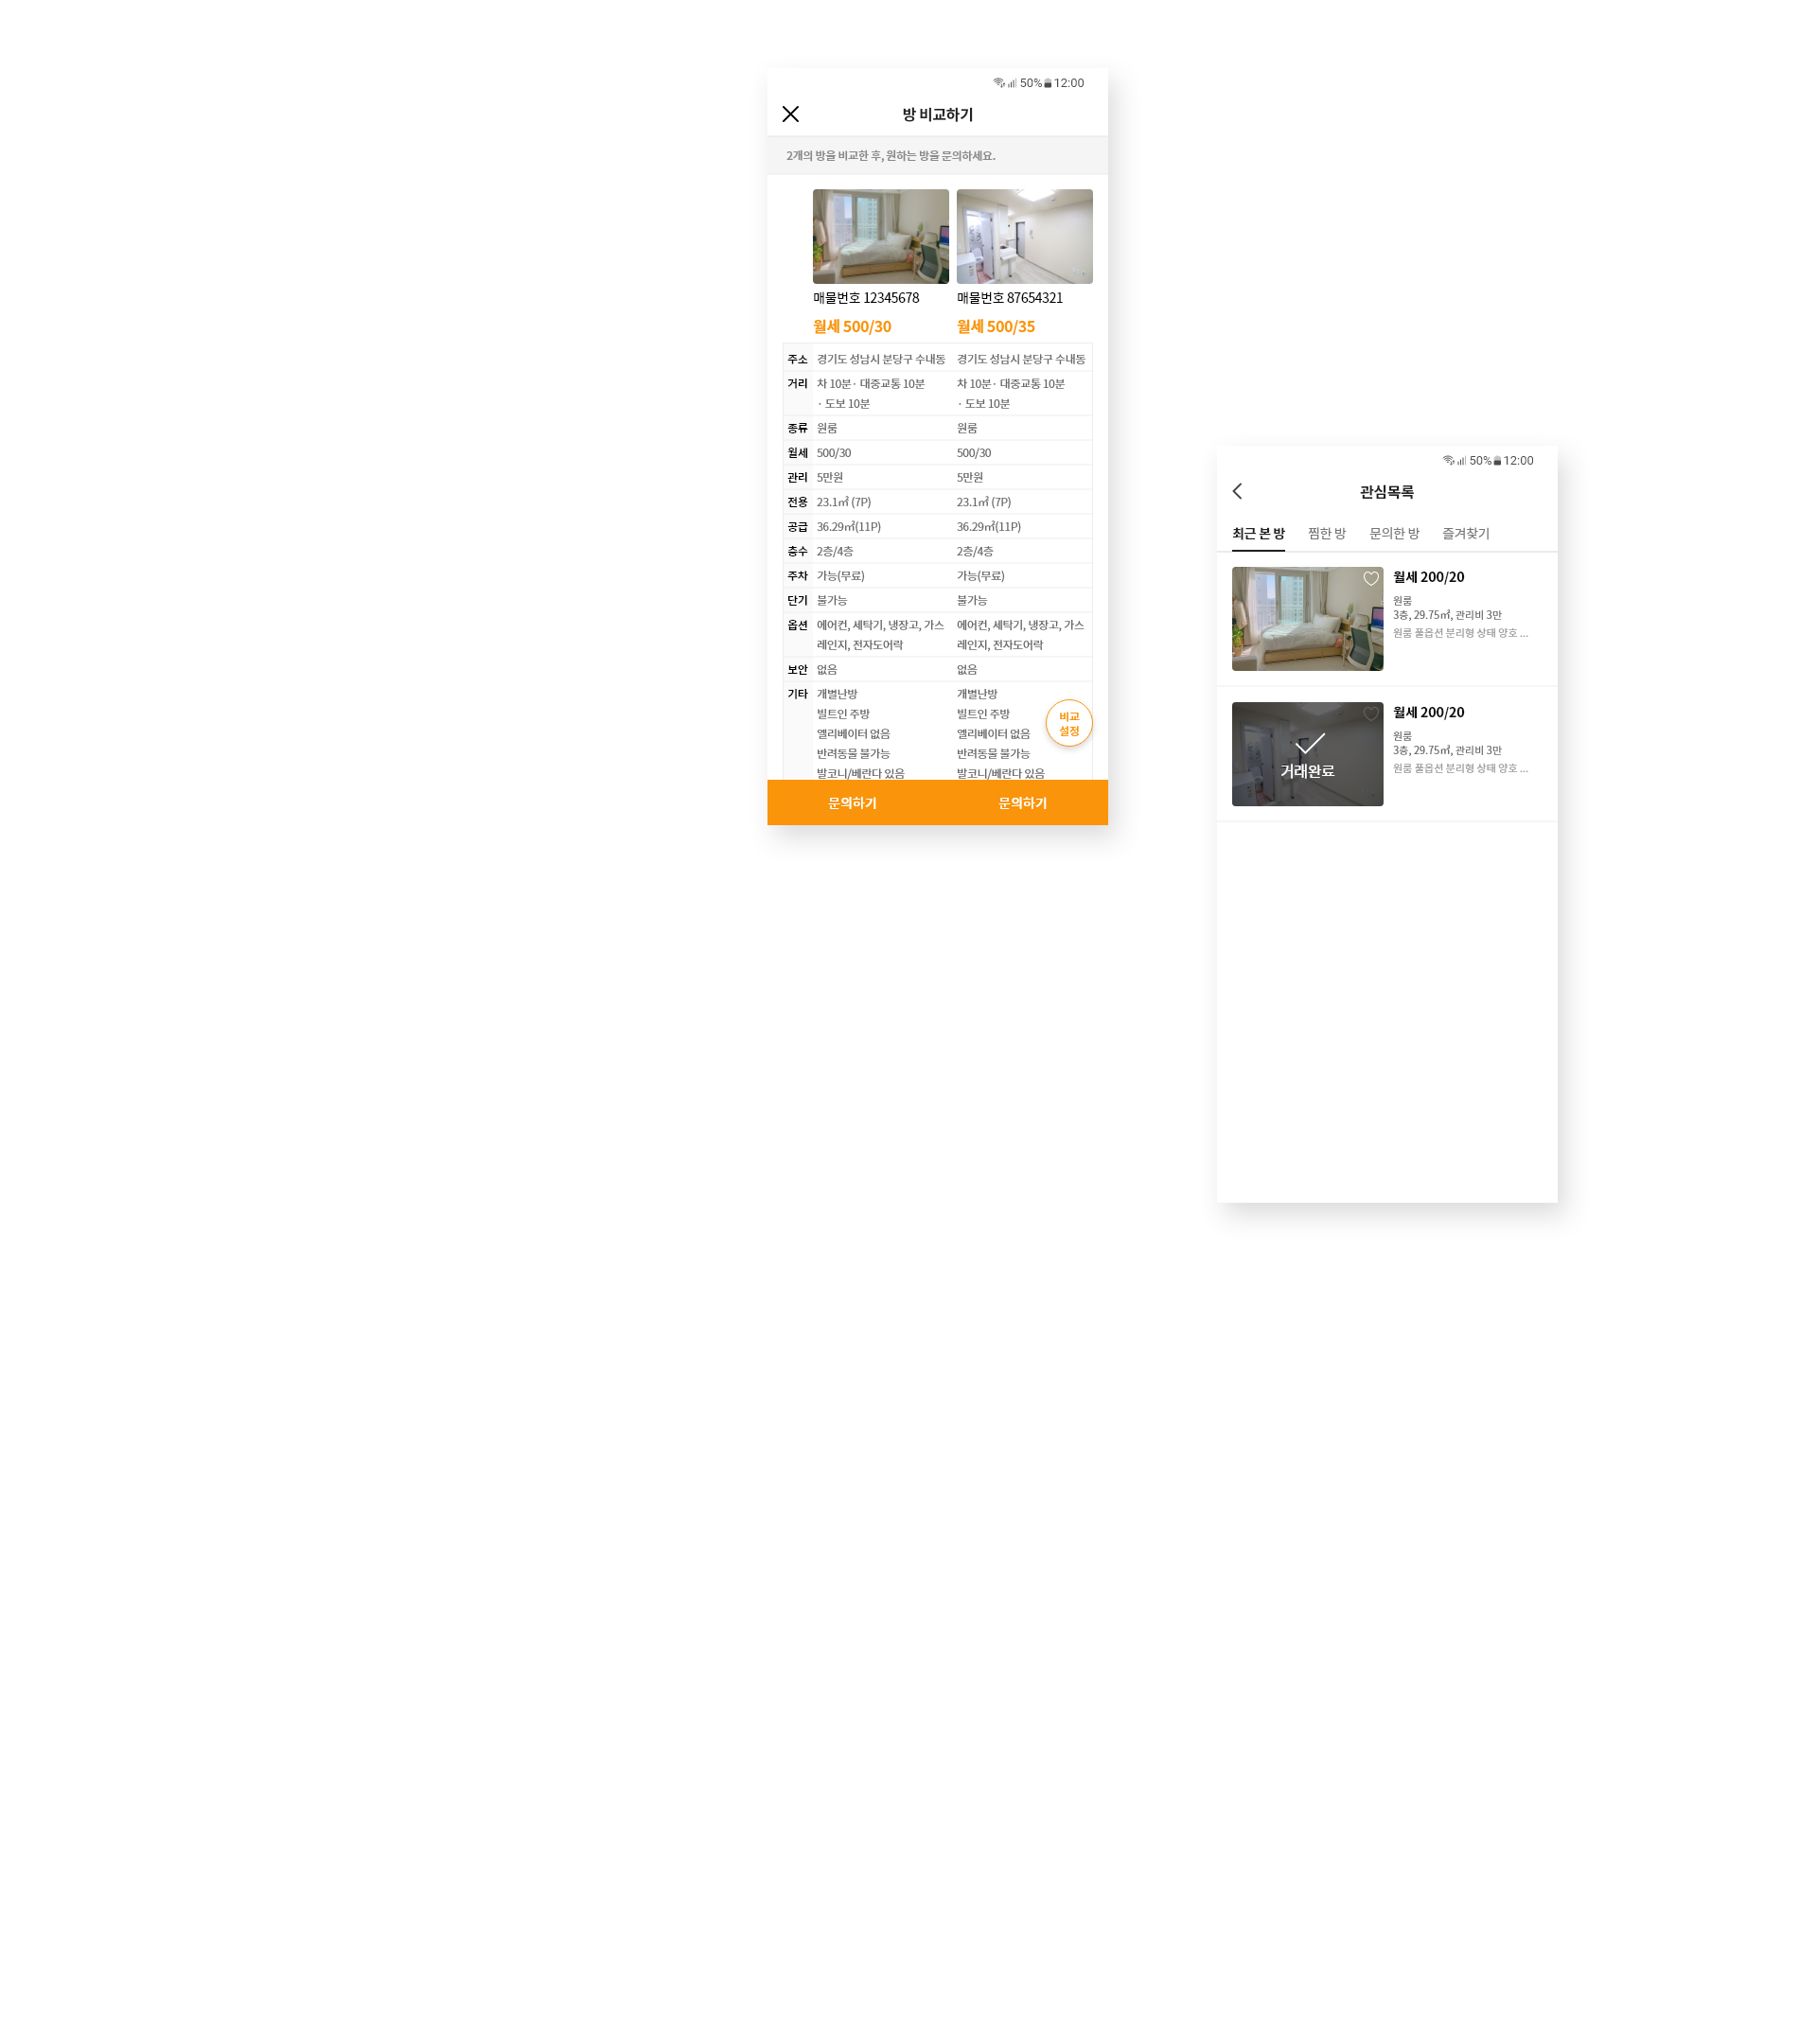 50% 12:00
방 비교하기
2개의 방을 비교한 후, 원하는 방을 문의하세요.
매물번호 12345678 매물번호 87654321
월세 500/30 월세 500/35
주소 경기도 성남시 분당구 수내동 경기도 성남시 분당구 수내동
거리 차 10분 · 대중교통 10분 차 10분 · 대중교통 10분
· 도보 10분 · 도보 10분
종류 원룸 원룸
월세 500/30 500/30
관리 5만원 5만원
전용 23.1㎡ (7P) 23.1㎡ (7P)
공급 36.29㎡(11P) 36.29㎡(11P)
층수 2층/4층 2층/4층
주차 가능(무료) 가능(무료)
단기 불가능 불가능
옵션 에어컨, 세탁기, 냉장고, 가스 에어컨, 세탁기, 냉장고, 가스
레인지, 전자도어락 레인지, 전자도어락
보안 없음 없음
기타 개별난방 개별난방
빌트인 주방 빌트인 주방
엘리베이터 없음 엘리베이터 없음
반려동물 불가능 반려동물 불가능
발코니/베란다 있음 발코니/베란다 있음
비교
설정
문의하기 문의하기
50% 12:00
관심목록
최근 본 방 찜한 방 문의한 방 즐겨찾기
월세 200/20
원룸
3층, 29.75㎡, 관리비 3만
원룸 풀옵션 분리형 상태 양호 ...
거래완료
월세 200/20
원룸
3층, 29.75㎡, 관리비 3만
원룸 풀옵션 분리형 상태 양호 ...